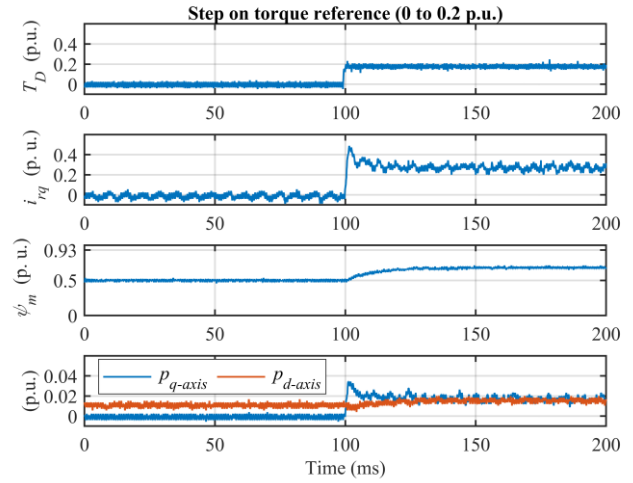 Step on torque reference (0 to 0.2 p.u.)
T_D (p.u.)
0.4
0.2
0
0 50 100 150 200
i_rq (p. u.)
0.4
0.2
0
0 50 100 150 200
ψ_m (p. u.)
0.93
0.5
0
0 50 100 150 200
(p.u.)
p_q-axis p_d-axis
0.04
0.02
0
0 50 100 150 200
Time (ms)